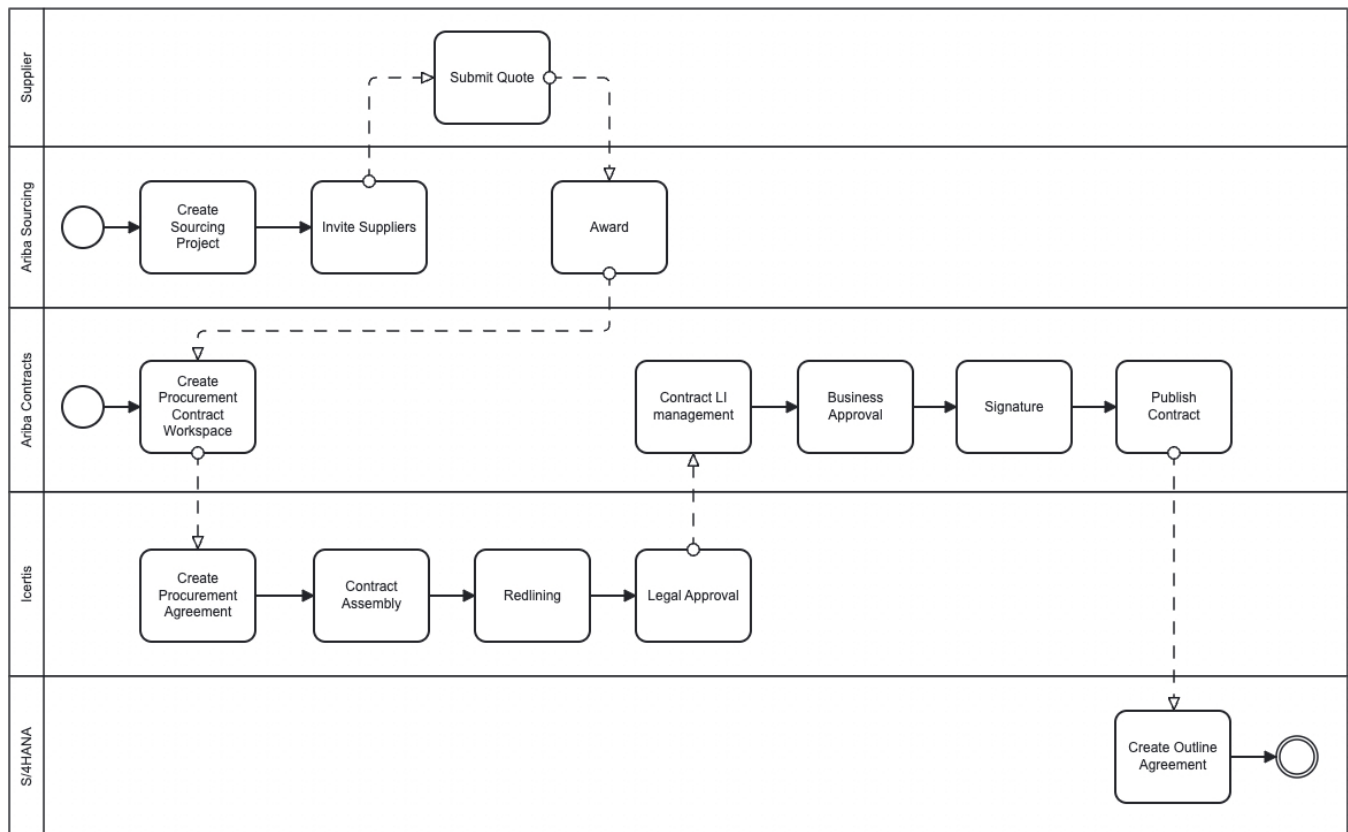 Supplier
Submit Quote
Ariba Sourcing
Create
Sourcing
Project
Invite Suppliers
Award
Ariba Contracts
Create
Procurement
Contract
Workspace
Contract LI
management
Business
Approval
Signature
Publish
Contract
Icertis
Create
Procurement
Agreement
Contract
Assembly
Redlining
Legal Approval
S/4HANA
Create Outline
Agreement